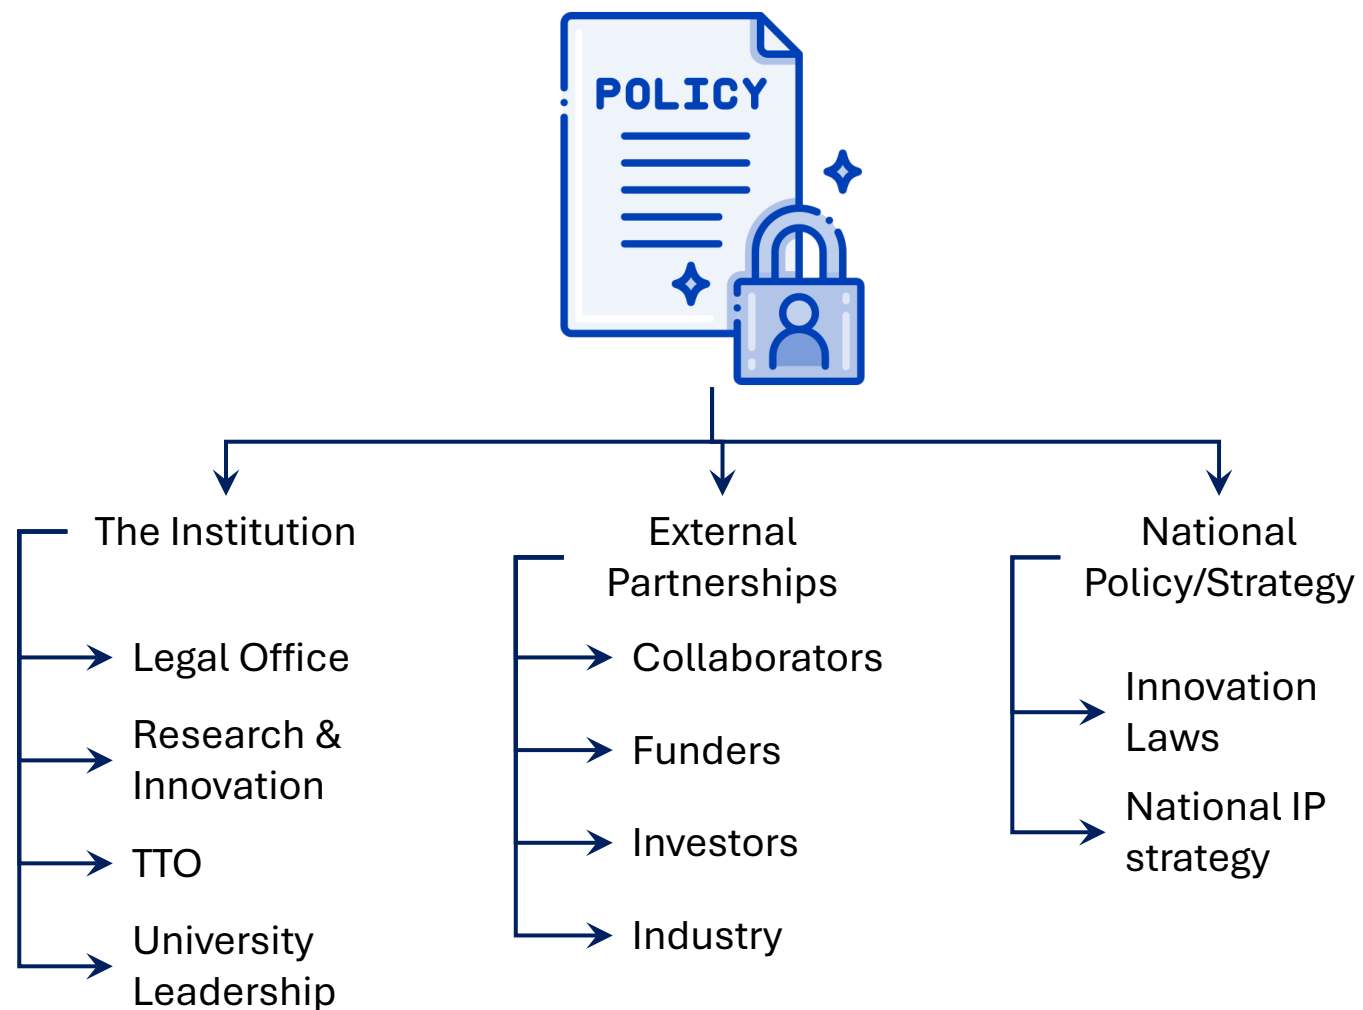 POLICY
The Institution
Legal Office
Research &
Innovation
TTO
University
Leadership
External
Partnerships
Collaborators
Funders
Investors
Industry
National
Policy/Strategy
Innovation
Laws
National IP
strategy